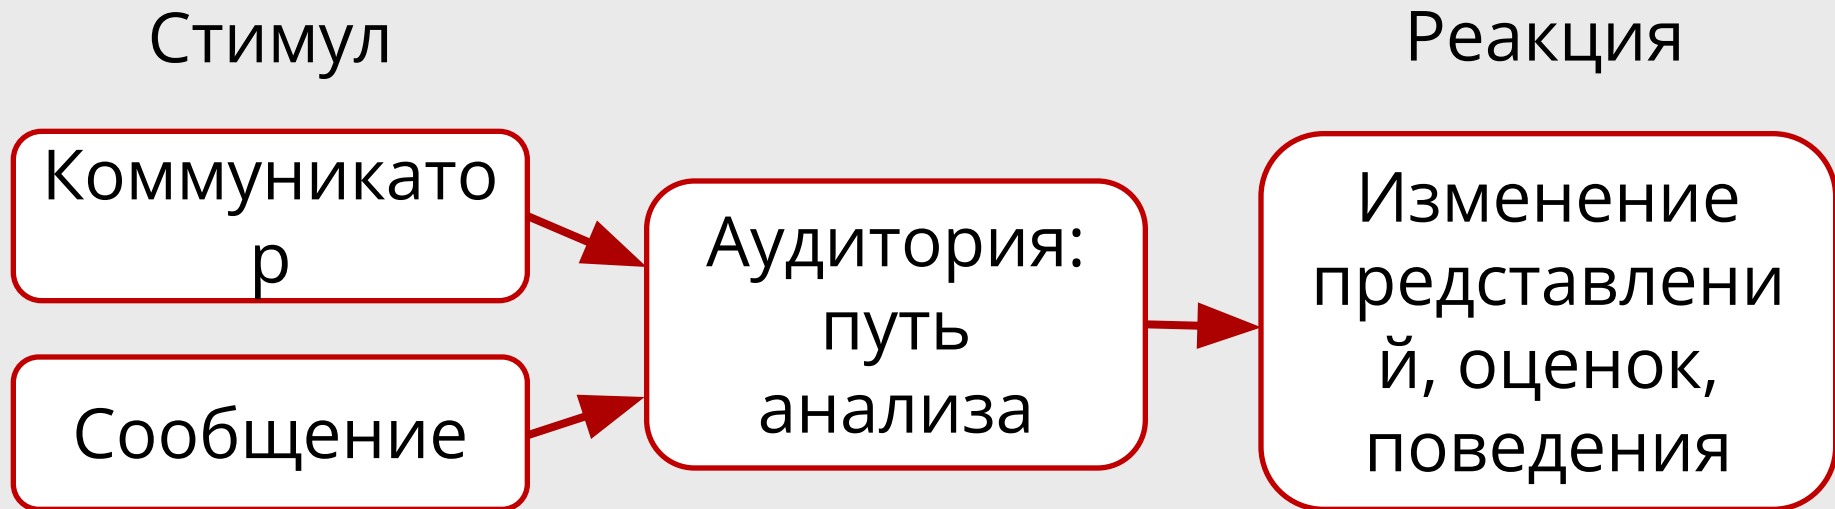 Стимул
Реакция
Коммуникато
р
Сообщение
Аудитория:
путь
анализа
Изменение
представлени
й, оценок,
поведения